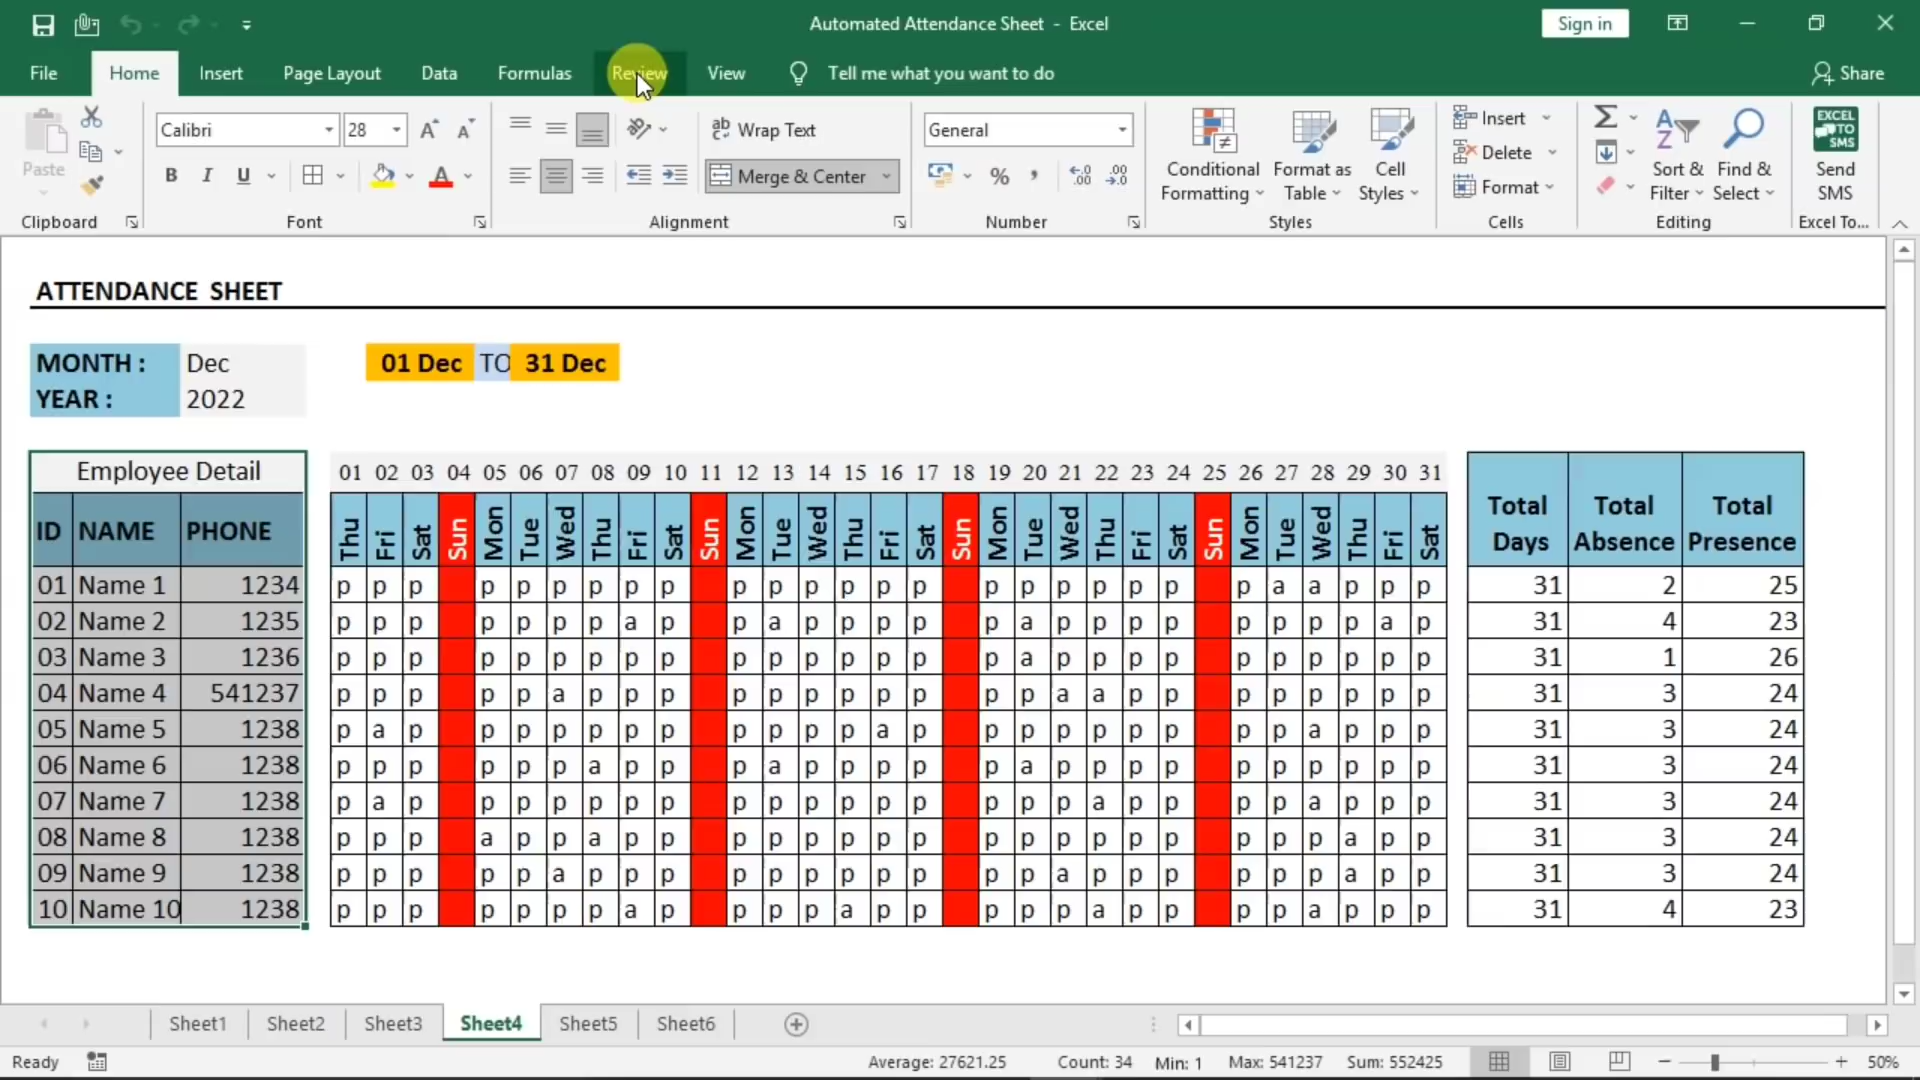 Automated Attendance Sheet - Excel
Sign in
File Home Insert Page Layout Data Formulas Review View Tell me what you want to do Share
Paste
Calibri 28
B I U
ab Wrap Text
Merge & Center
General
% ,
Conditional Formatting
Format as Table
Cell Styles
Insert
Delete
Format
Sort & Filter
Find & Select
EXCEL TO SMS
Send SMS
Clipboard Font Alignment Number Styles Cells Editing Excel To...
ATTENDANCE SHEET
MONTH : Dec 01 Dec TO 31 Dec
YEAR : 2022
Employee Detail 01 02 03 04 05 06 07 08 09 10 11 12 13 14 15 16 17 18 19 20 21 22 23 24 25 26 27 28 29 30 31
ID NAME PHONE Thu Fri Sat Sun Mon Tue Wed Thu Fri Sat Sun Mon Tue Wed Thu Fri Sat Sun Mon Tue Wed Thu Fri Sat Sun Mon Tue Wed Thu Fri Sat Total Days Total Absence Total Presence
01 Name 1 1234 p p p p p p p p p p p p p p p p p p p p p p a a p p p 31 2 25
02 Name 2 1235 p p p p p p p a p p a p p p p p a p p p p p p p p a p 31 4 23
03 Name 3 1236 p p p p p p p p p p p p p p p p a p p p p p p p p p p 31 1 26
04 Name 4 541237 p p p p p a p p p p p p p p p p p a a p p p p p p p p 31 3 24
05 Name 5 1238 p a p p p p p p p p p p p a p p p p p p p p p a p p p 31 3 24
06 Name 6 1238 p p p p p p a p p p a p p p p p a p p p p p p p p p p 31 3 24
07 Name 7 1238 p a p p p p p p p p p p p p p p p p a p p p p a p p p 31 3 24
08 Name 8 1238 p p p a p p a p p p p p p p p p p p p p p p p p a p p 31 3 24
09 Name 9 1238 p p p p p a p p p p p p p p p p p a p p p p p p a p p 31 3 24
10 Name 10 1238 p p p p p p p a p p p p a p p p p p a p p p p a p p p 31 4 23
Sheet1 Sheet2 Sheet3 Sheet4 Sheet5 Sheet6
Ready Average: 27621.25 Count: 34 Min: 1 Max: 541237 Sum: 552425 50%